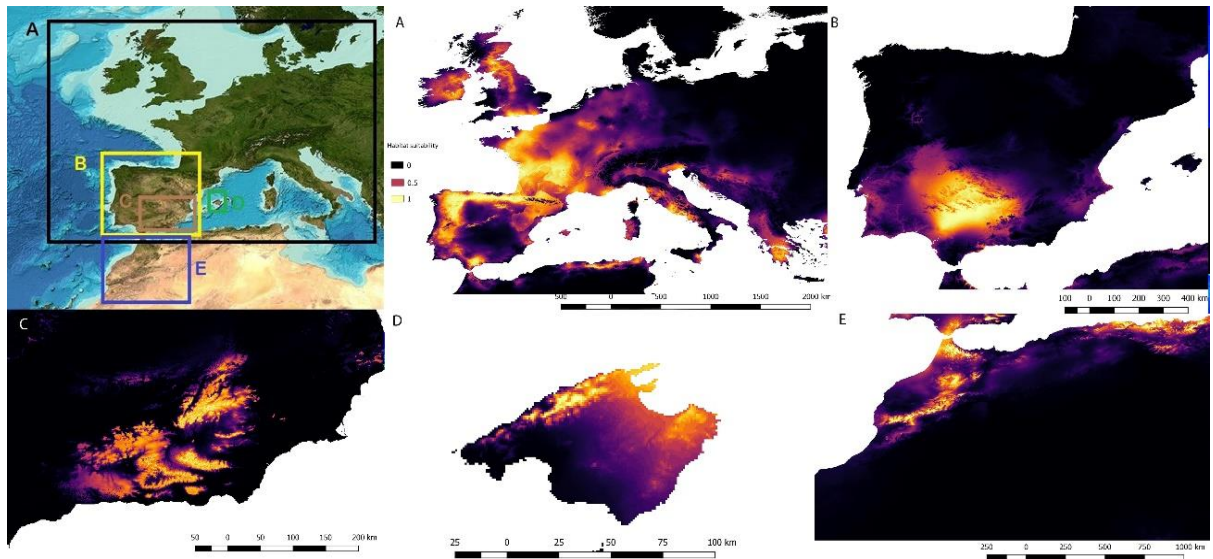 A
B
C
D
E
A
Habitat suitability
0
0.5
1
500 0 500 1000 1500 2000 km
B
100 0 100 200 300 400 km
C
50 0 50 100 150 200 km
D
25 0 25 50 75 100 km
E
250 0 250 500 750 1000 km